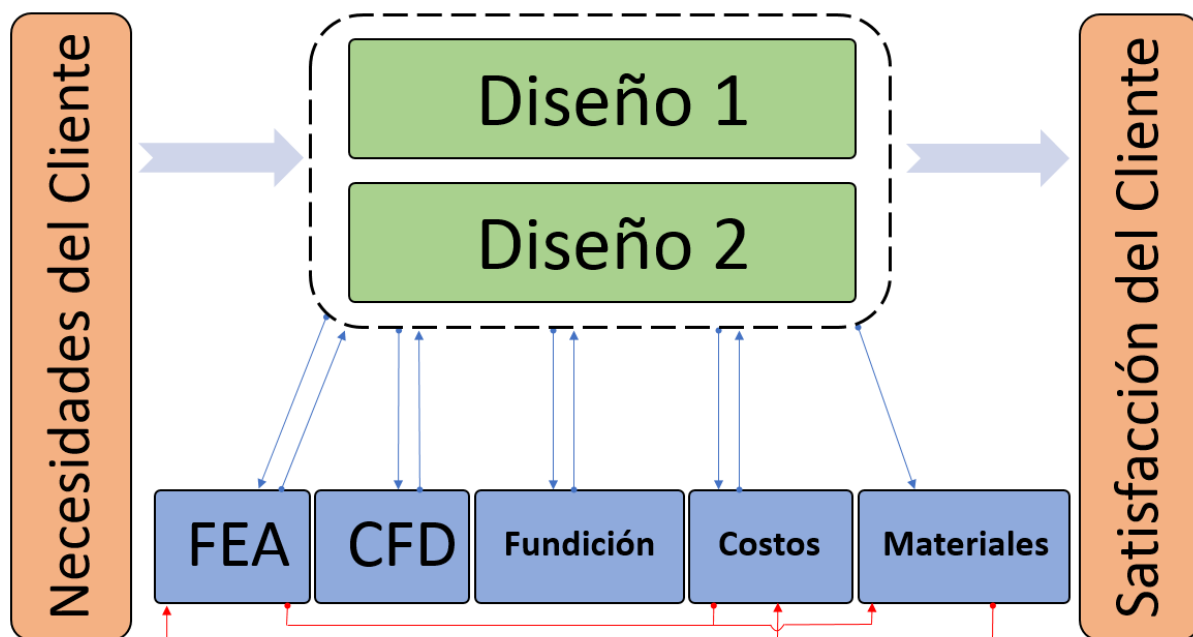 Necesidades del Cliente
Diseño 1
Diseño 2
FEA
CFD
Fundición
Costos
Materiales
Satisfacción del Cliente